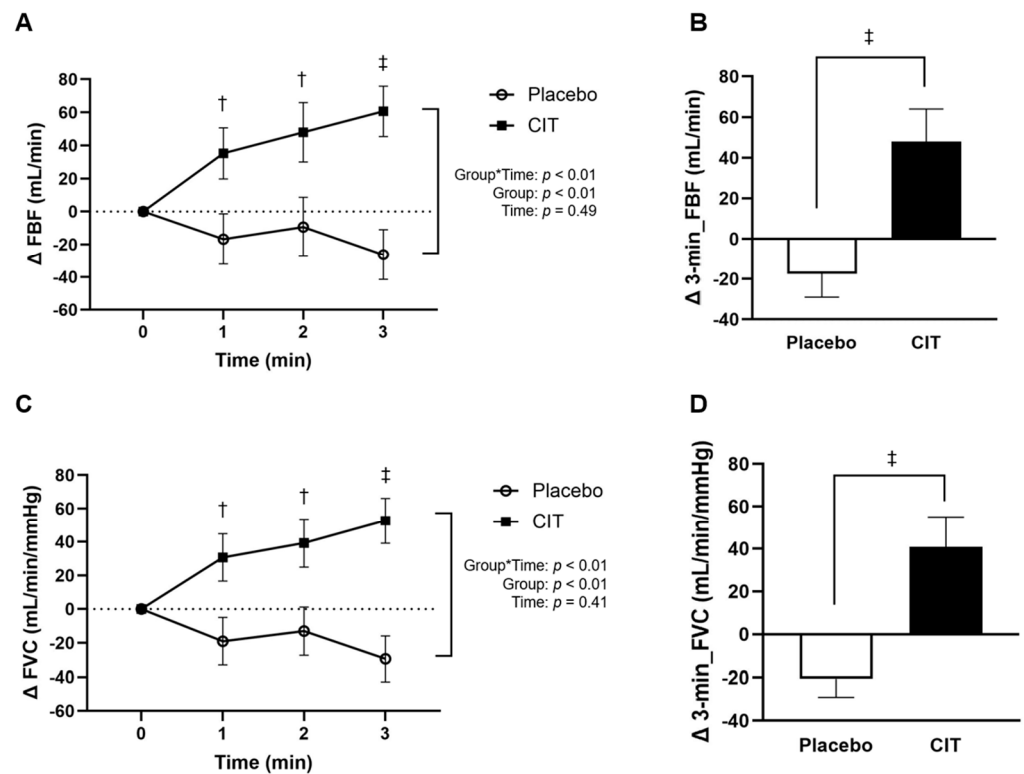 A
Δ FBF (mL/min)
80
60
40
20
0
-20
-40
-60
†
†
‡
Placebo
CIT
Group*Time: p < 0.01
Group: p < 0.01
Time: p = 0.49
0 1 2 3
Time (min)
B
Δ 3-min_FBF (mL/min)
80
60
40
20
0
-20
-40
‡
Placebo CIT
C
Δ FVC (mL/min/mmHg)
80
60
40
20
0
-20
-40
-60
†
†
‡
Placebo
CIT
Group*Time: p < 0.01
Group: p < 0.01
Time: p = 0.41
0 1 2 3
Time (min)
D
Δ 3-min_FVC (mL/min/mmHg)
80
60
40
20
0
-20
-40
‡
Placebo CIT